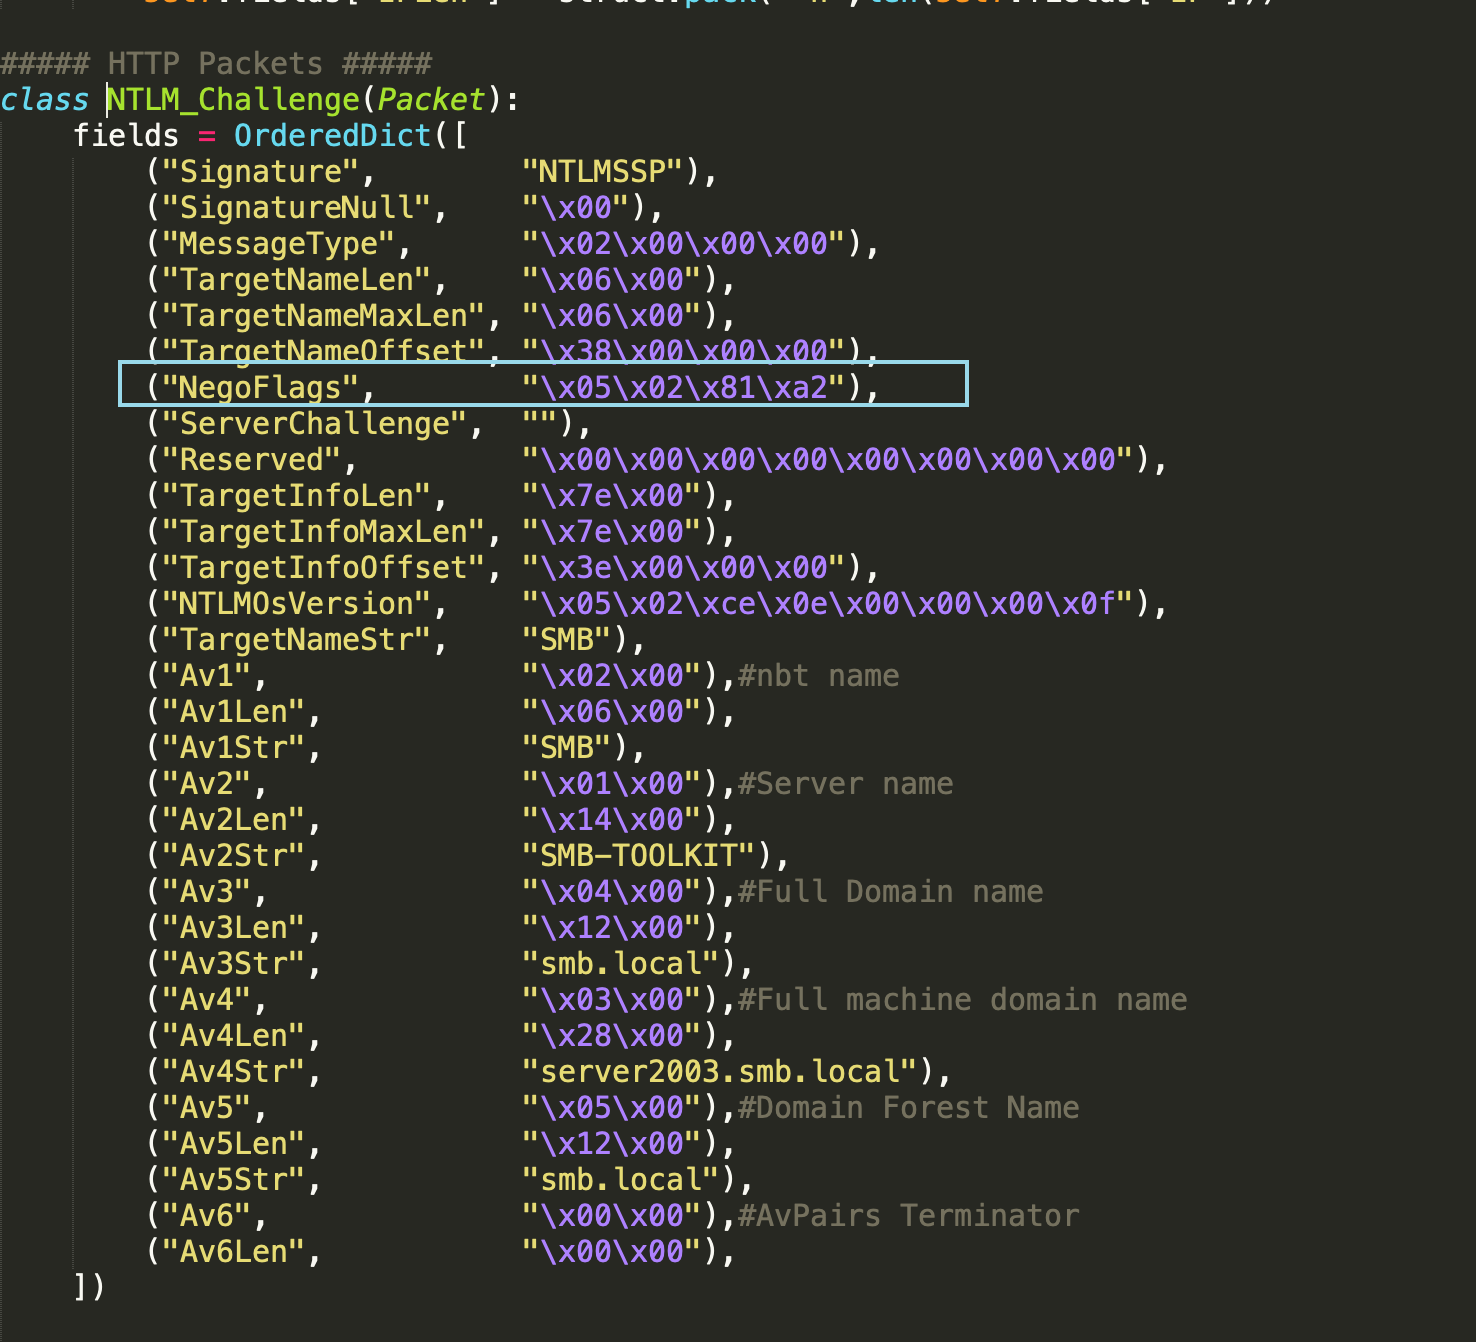 ##### HTTP Packets #####
class NTLM_Challenge(Packet):
    fields = OrderedDict([
        ("Signature",        "NTLMSSP"),
        ("SignatureNull",    "\x00"),
        ("MessageType",      "\x02\x00\x00\x00"),
        ("TargetNameLen",    "\x06\x00"),
        ("TargetNameMaxLen", "\x06\x00"),
        ("TargetNameOffset", "\x38\x00\x00\x00"),
        ("NegoFlags",        "\x05\x02\x81\xa2"),
        ("ServerChallenge",  ""),
        ("Reserved",         "\x00\x00\x00\x00\x00\x00\x00\x00"),
        ("TargetInfoLen",    "\x7e\x00"),
        ("TargetInfoMaxLen", "\x7e\x00"),
        ("TargetInfoOffset", "\x3e\x00\x00\x00"),
        ("NTLMOsVersion",    "\x05\x02\xce\x0e\x00\x00\x00\x0f"),
        ("TargetNameStr",    "SMB"),
        ("Av1",              "\x02\x00"),#nbt name
        ("Av1Len",           "\x06\x00"),
        ("Av1Str",           "SMB"),
        ("Av2",              "\x01\x00"),#Server name
        ("Av2Len",           "\x14\x00"),
        ("Av2Str",           "SMB-TOOLKIT"),
        ("Av3",              "\x04\x00"),#Full Domain name
        ("Av3Len",           "\x12\x00"),
        ("Av3Str",           "smb.local"),
        ("Av4",              "\x03\x00"),#Full machine domain name
        ("Av4Len",           "\x28\x00"),
        ("Av4Str",           "server2003.smb.local"),
        ("Av5",              "\x05\x00"),#Domain Forest Name
        ("Av5Len",           "\x12\x00"),
        ("Av5Str",           "smb.local"),
        ("Av6",              "\x00\x00"),#AvPairs Terminator
        ("Av6Len",           "\x00\x00"),
    ])